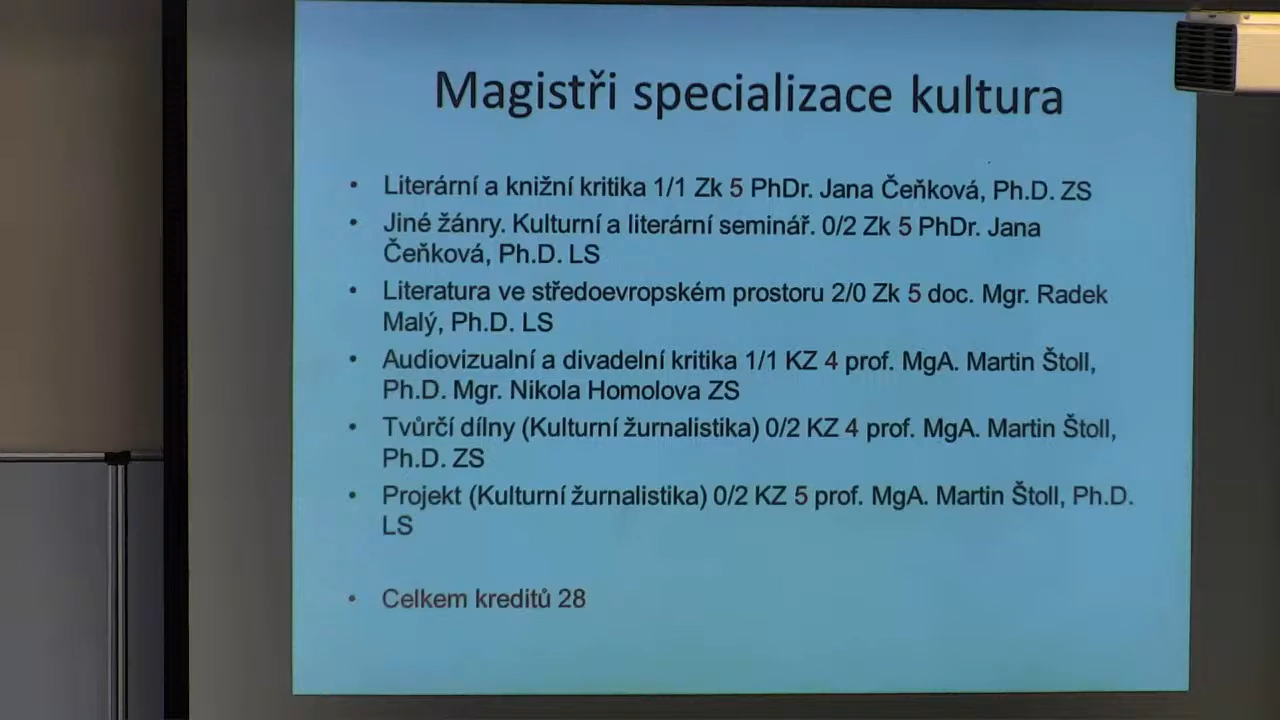 Magistři specializace kultura
• Literární a knižní kritika 1/1 Zk 5 PhDr. Jana Čeňková, Ph.D. ZS
• Jiné žánry. Kulturní a literární seminář. 0/2 Zk 5 PhDr. Jana
Čeňková, Ph.D. LS
• Literatura ve středoevropském prostoru 2/0 Zk 5 doc. Mgr. Radek
Malý, Ph.D. LS
• Audiovizualní a divadelní kritika 1/1 KZ 4 prof. MgA. Martin Štoll,
Ph.D. Mgr. Nikola Homolova ZS
• Tvůrčí dílny (Kulturní žurnalistika) 0/2 KZ 4 prof. MgA. Martin Štoll,
Ph.D. ZS
• Projekt (Kulturní žurnalistika) 0/2 KZ 5 prof. MgA. Martin Štoll, Ph.D.
LS
• Celkem kreditů 28